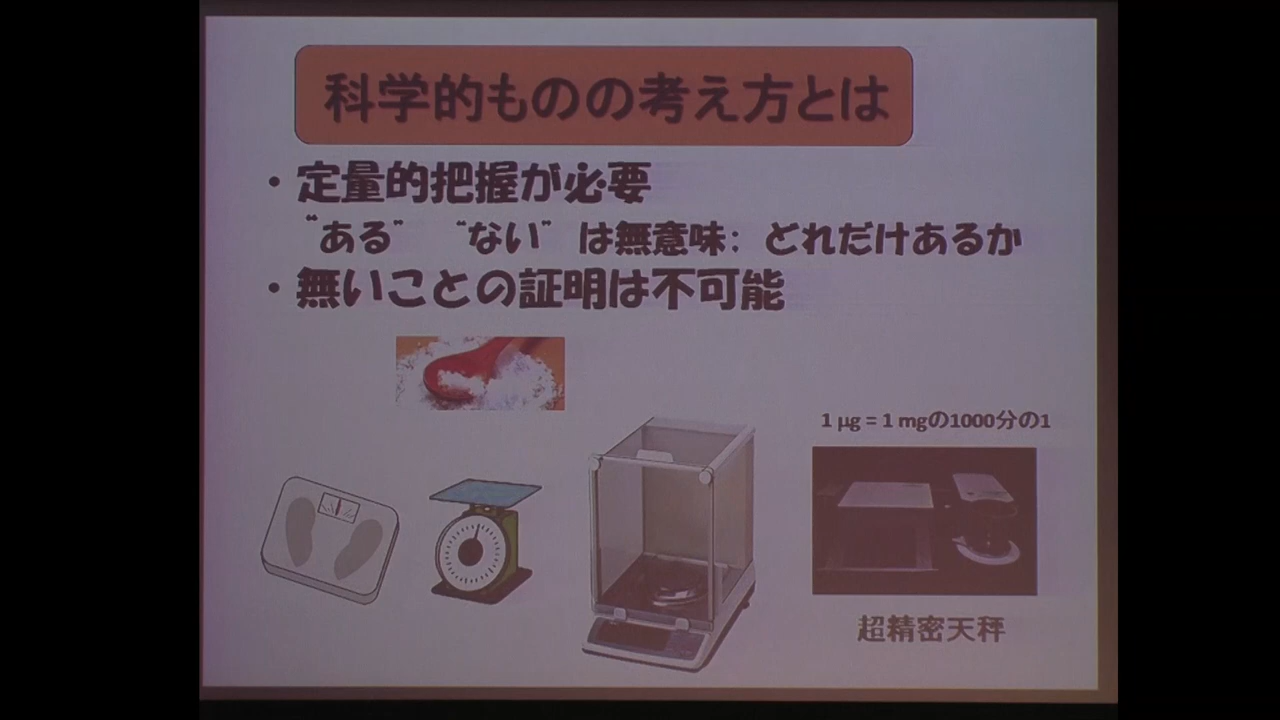 科学的ものの考え方とは
・定量的把握が必要
“ある” “ない” は無意味: どれだけあるか
・無いことの証明は不可能
1 μg = 1 mgの1000分の1
超精密天秤